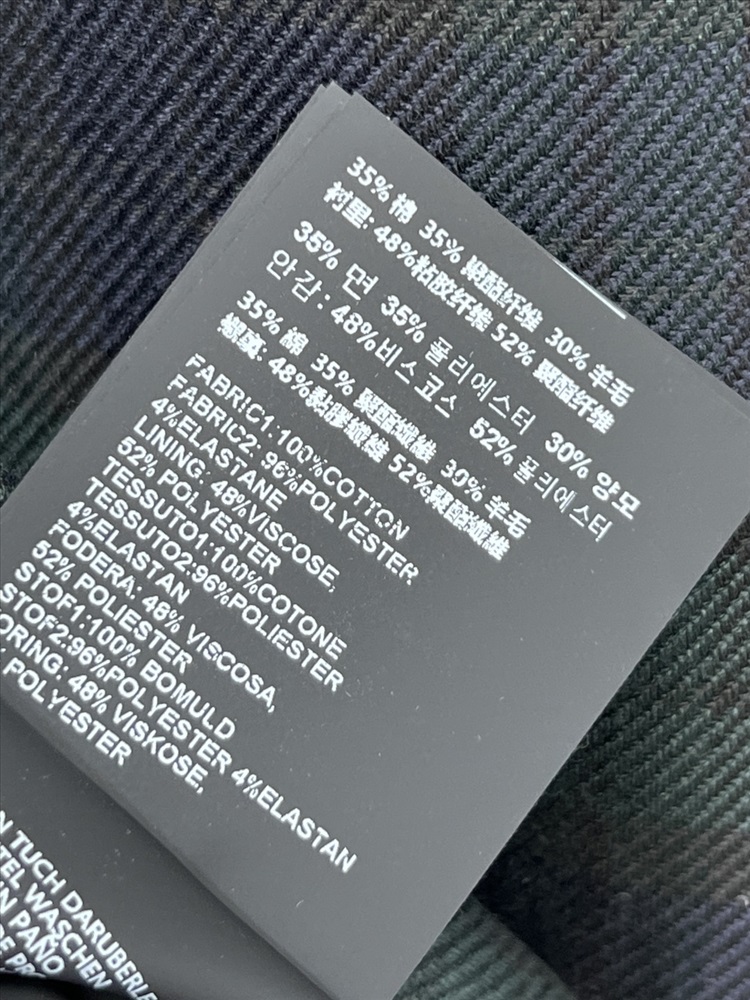 35% 棉 35% 聚酯纤维 30% 羊毛
衬里: 48%粘胶纤维 52% 聚酯纤维
35% 면 35% 폴리에스터 30% 양모
안감: 48%비스코스 52% 폴리에스터
35% 綿 35% 聚酯纖維 30% 羊毛
襯裏: 48%黏膠纖維 52%聚酯纖維
FABRIC1:100%COTTON
FABRIC2: 96%POLYESTER
4%ELASTANE
LINING: 48%VISCOSE,
52% POLYESTER
TESSUTO1:100%COTONE
TESSUTO2:96%POLIESTER
4%ELASTAN
FODERA: 48% VISCOSA,
52% POLIESTER
STOF1:100% BOMULD
STOF2:96%POLYESTER 4%ELASTAN
ORING: 48% VISKOSE,
POLYESTER
TUCH DARUBERL
TEL WASCHEN
N PAÑO